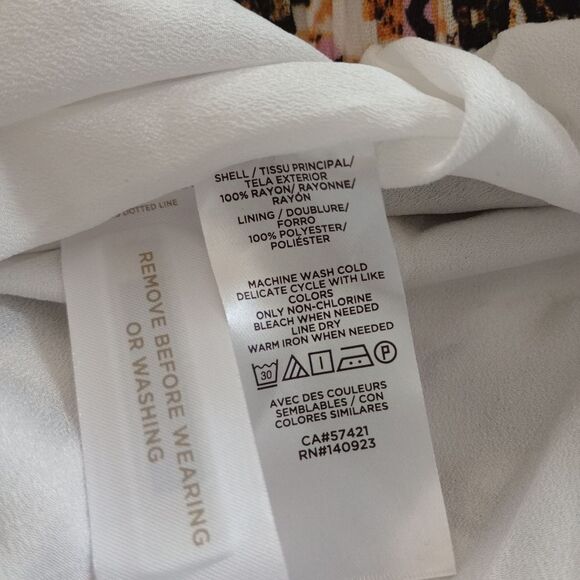 SHELL / TISSU PRINCIPAL/
TELA EXTERIOR
100% RAYON/ RAYONNE/
RAYÓN
LINING / DOUBLURE/
FORRO
100% POLYESTER/
POLIÉSTER
MACHINE WASH COLD
DELICATE CYCLE WITH LIKE
COLORS
ONLY NON-CHLORINE
BLEACH WHEN NEEDED
LINE DRY
WARM IRON WHEN NEEDED
30
P
AVEC DES COULEURS
SEMBLABLES / CON
COLORES SIMILARES
CA#57421
RN#140923
DOTTED LINE
REMOVE BEFORE WEARING
OR WASHING